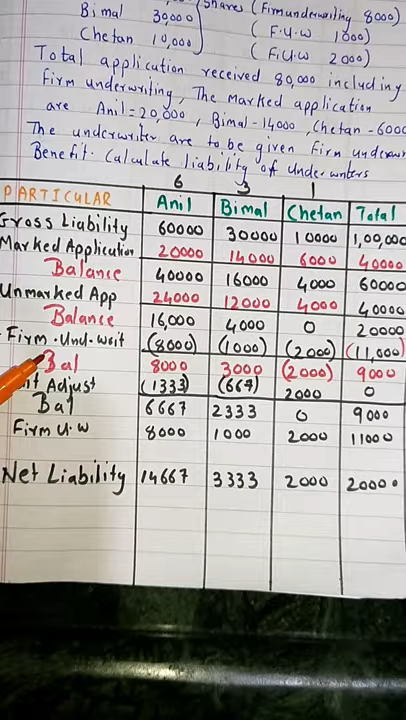 Bimal 30,000 Shares (Firm underwriting 8000)
Chetan 10,000 (F.U.W 1000)
(F.U.W 2000)
Total application received 80,000 including
Firm underwriting, The Marked application
are Anil=20,000, Bimal-14000, Chetan-6000
The underwriter are to be given Firm underwri
Benefit. Calculate liability of underwriters
6 3 1
PARTICULAR Anil Bimal Chetan Total
Gross Liability 60000 30000 10000 1,00,000
Marked Application 20000 14000 6000 40000
Balance 40000 16000 4000 60000
Unmarked App 24000 12000 4000 40000
Balance 16,000 4000 0 20000
Firm. Und. Writ (8000) (1000) (2000) (11,000)
Bal 8000 3000 (2000) 9000
Adjust (1333) (667) 2000 0
Bal 6667 2333 0 9000
Firm U.W 8000 1000 2000 11000
Net Liability 14667 3333 2000 20000